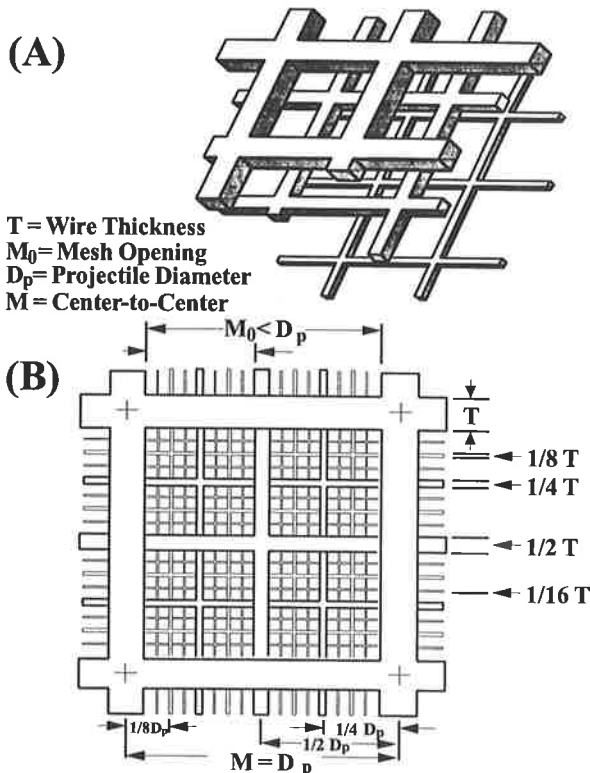 (A)
T = Wire Thickness
M₀= Mesh Opening
Dₚ= Projectile Diameter
M = Center-to-Center
M₀< D ₚ
(B)
T
1/8 T
1/4 T
1/2 T
1/16 T
1/8Dₚ
1/4 Dₚ
1/2 Dₚ
M = Dₚ